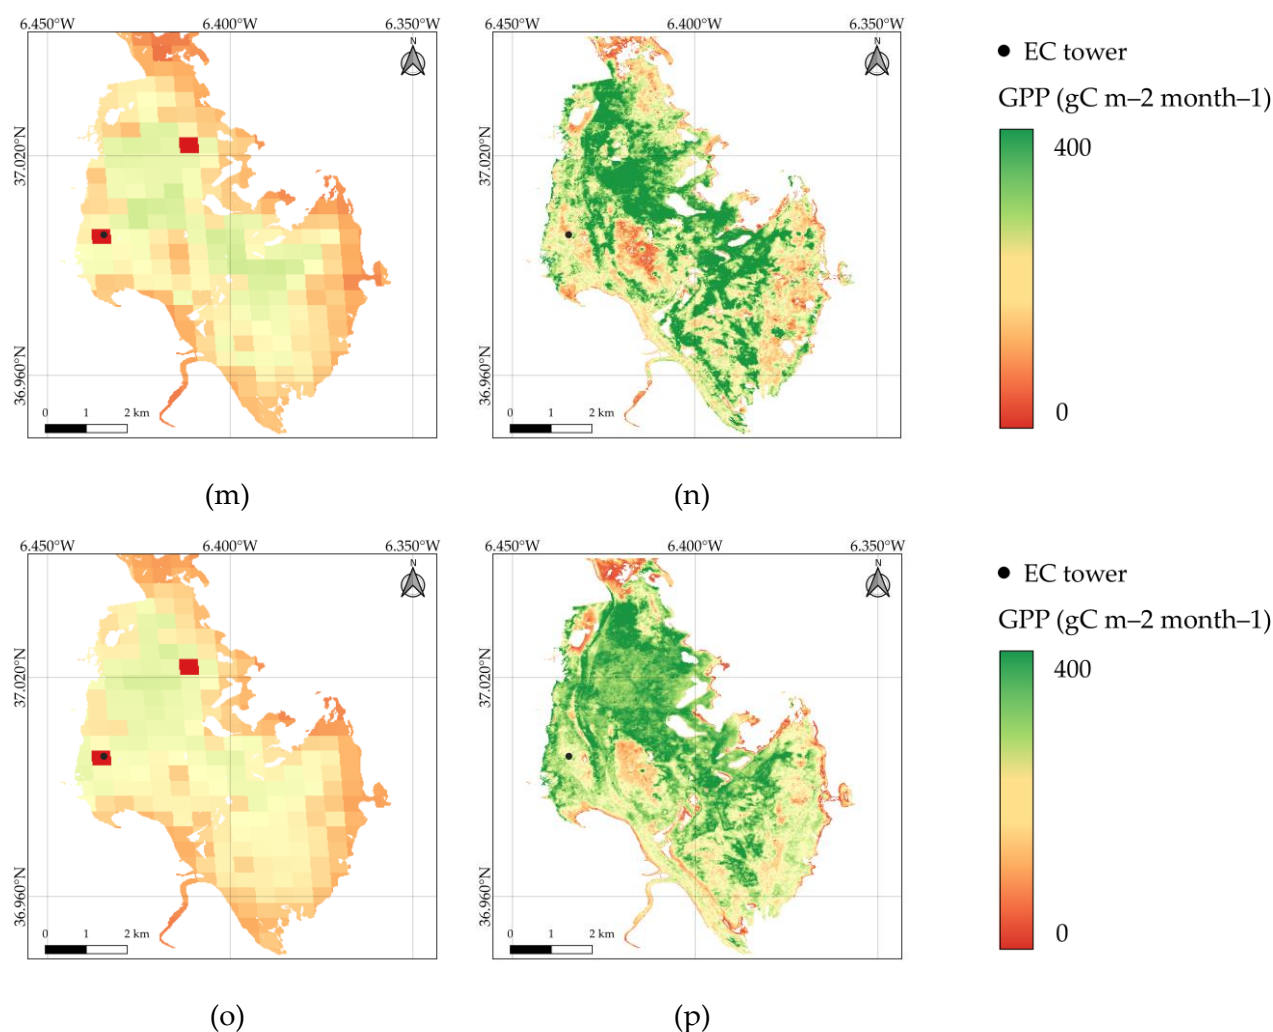 6.450°W 6.400°W 6.350°W
6.450°W 6.400°W 6.350°W
N
N
37.020°N
37.020°N
36.960°N
36.960°N
0 1 2 km
0 1 2 km
EC tower
GPP (gC m–2 month–1)
400
0
(m)
(n)
6.450°W 6.400°W 6.350°W
6.450°W 6.400°W 6.350°W
N
N
37.020°N
37.020°N
36.960°N
36.960°N
0 1 2 km
0 1 2 km
EC tower
GPP (gC m–2 month–1)
400
0
(o)
(p)